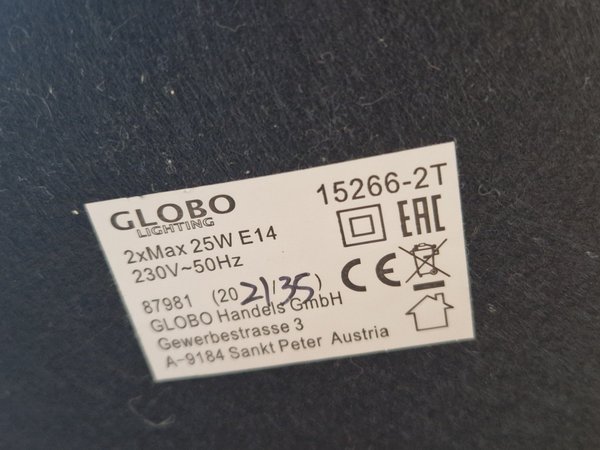 GLOBO
LIGHTING
15266-2T
2xMax 25W E14
230V~50Hz
EAC
CE
87981 (2021/35)
GLOBO Handels GmbH
Gewerbestrasse 3
A-9184 Sankt Peter Austria